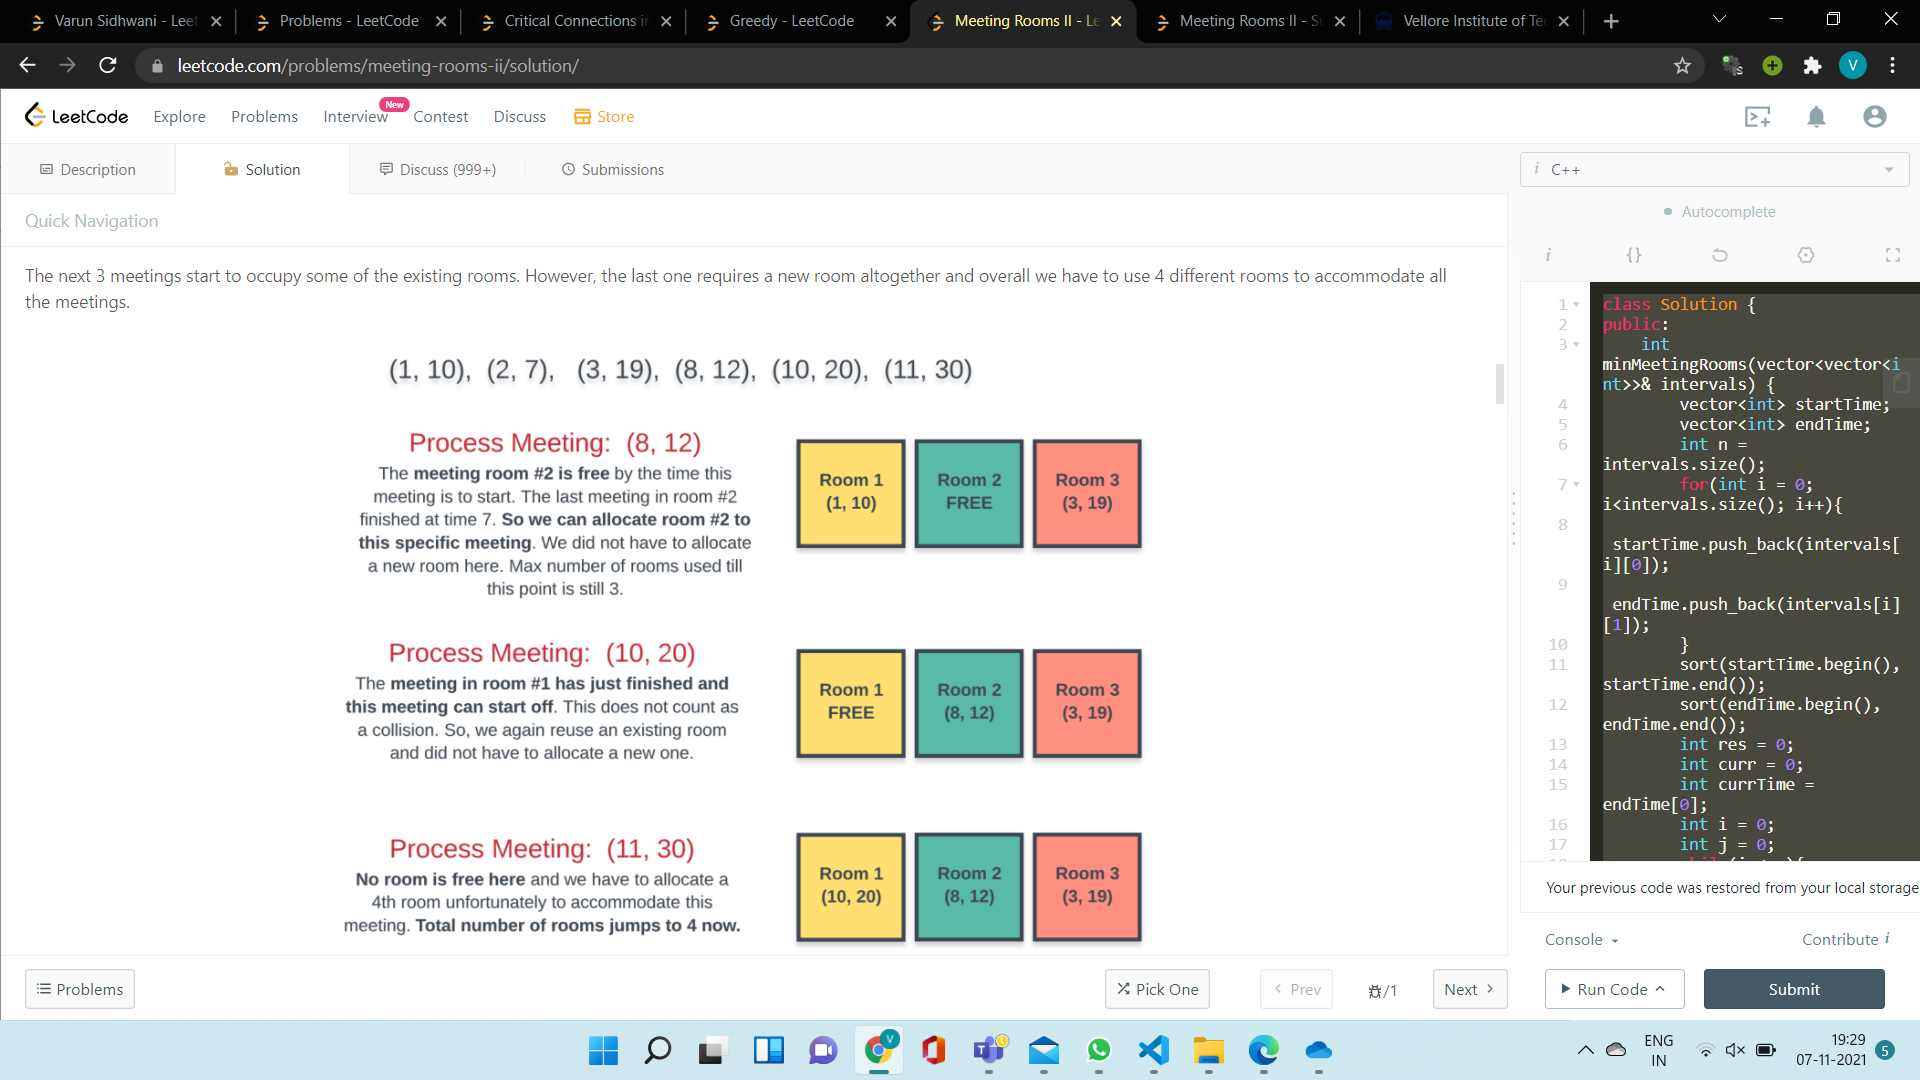 Varun Sidhwani - Leet
Problems - LeetCode
Critical Connections in
Greedy - LeetCode
Meeting Rooms II - Le
Meeting Rooms II - Su
Vellore Institute of Tec
leetcode.com/problems/meeting-rooms-ii/solution/
V
LeetCode
Explore
Problems
Interview
New
Contest
Discuss
Store
Description
Solution
Discuss (999+)
Submissions
i C++
Quick Navigation
Autocomplete
i {}
The next 3 meetings start to occupy some of the existing rooms. However, the last one requires a new room altogether and overall we have to use 4 different rooms to accommodate all
the meetings.
(1, 10), (2, 7), (3, 19), (8, 12), (10, 20), (11, 30)
Process Meeting: (8, 12)
The meeting room #2 is free by the time this
meeting is to start. The last meeting in room #2
finished at time 7. So we can allocate room #2 to
this specific meeting. We did not have to allocate
a new room here. Max number of rooms used till
this point is still 3.
Room 1
(1, 10)
Room 2
FREE
Room 3
(3, 19)
Process Meeting: (10, 20)
The meeting in room #1 has just finished and
this meeting can start off. This does not count as
a collision. So, we again reuse an existing room
and did not have to allocate a new one.
Room 1
FREE
Room 2
(8, 12)
Room 3
(3, 19)
Process Meeting: (11, 30)
No room is free here and we have to allocate a
4th room unfortunately to accommodate this
meeting. Total number of rooms jumps to 4 now.
Room 1
(10, 20)
Room 2
(8, 12)
Room 3
(3, 19)
1 class Solution {
2 public:
3 int
minMeetingRooms(vector<vector<i
nt>>& intervals) {
4 vector<int> startTime;
5 vector<int> endTime;
6 int n =
intervals.size();
7 for(int i = 0;
i<intervals.size(); i++){
8
startTime.push_back(intervals[
i][0]);
9
endTime.push_back(intervals[i]
[1]);
10 }
11 sort(startTime.begin(),
startTime.end());
12 sort(endTime.begin(),
endTime.end());
13 int res = 0;
14 int curr = 0;
15 int currTime =
endTime[0];
16 int i = 0;
17 int j = 0;
Your previous code was restored from your local storage
Console
Contribute i
Problems
Pick One
Prev
/1
Next
Run Code
Submit
V
ENG
IN
19:29
07-11-2021
5